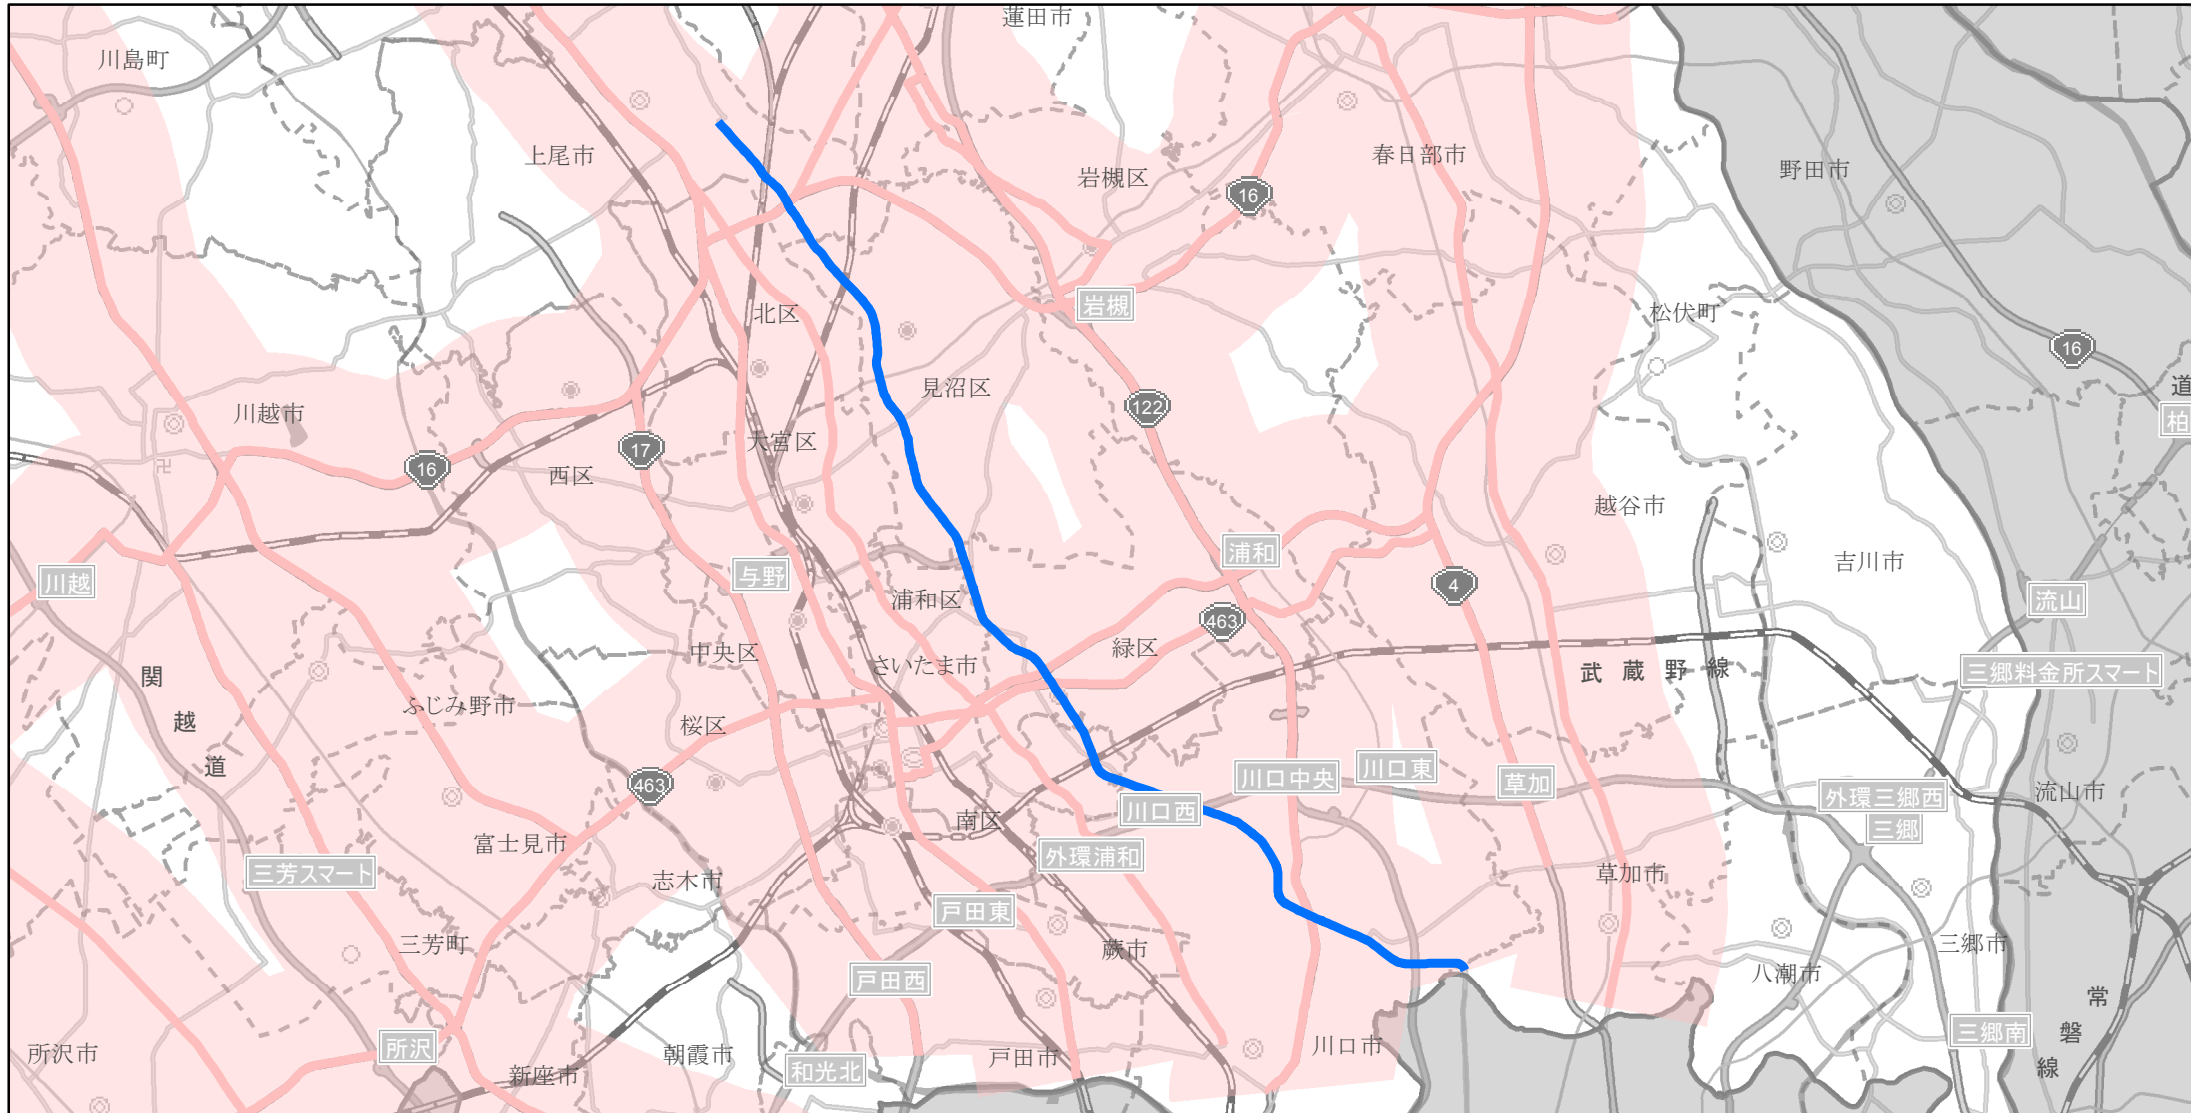 蓮田市
川島町
上尾市
岩槻区
春日部市
野田市
16
岩槻
北区
松伏町
16
道
見沼区
122
柏
川越市
大宮区
17
16
西区
越谷市
浦和
吉川市
与野
川越
4
浦和区
流山
463
緑区
中央区
さいたま市
武蔵野線
三郷料金所スマート
関越道
ふじみ野市
桜区
川口東
川口中央
草加
463
外環三郷西
流山市
川口西
南区
三郷
富士見市
外環浦和
三芳スマート
志木市
草加市
戸田東
三芳町
蕨市
三郷市
八潮市
戸田西
常磐線
三郷南
所沢
所沢市
朝霞市
戸田市
川口市
新座市
和光北